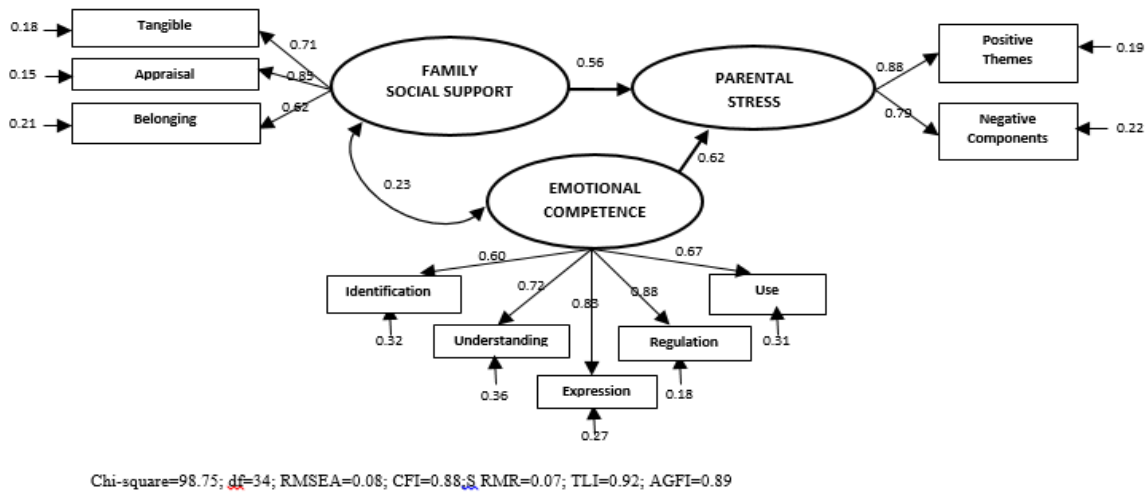 0.18
Tangible
0.71
0.15
Appraisal
0.85
0.21
Belonging
0.62
FAMILY
SOCIAL SUPPORT
0.56
PARENTAL
STRESS
0.88
Positive
Themes
0.19
0.79
Negative
Components
0.22
0.62
0.23
EMOTIONAL
COMPETENCE
0.60
0.72
0.83
0.88
0.67
Identification
0.32
Understanding
0.36
Expression
0.27
Regulation
0.18
Use
0.31
Chi-square=98.75; df=34; RMSEA=0.08; CFI=0.88;S RMR=0.07; TLI=0.92; AGFI=0.89